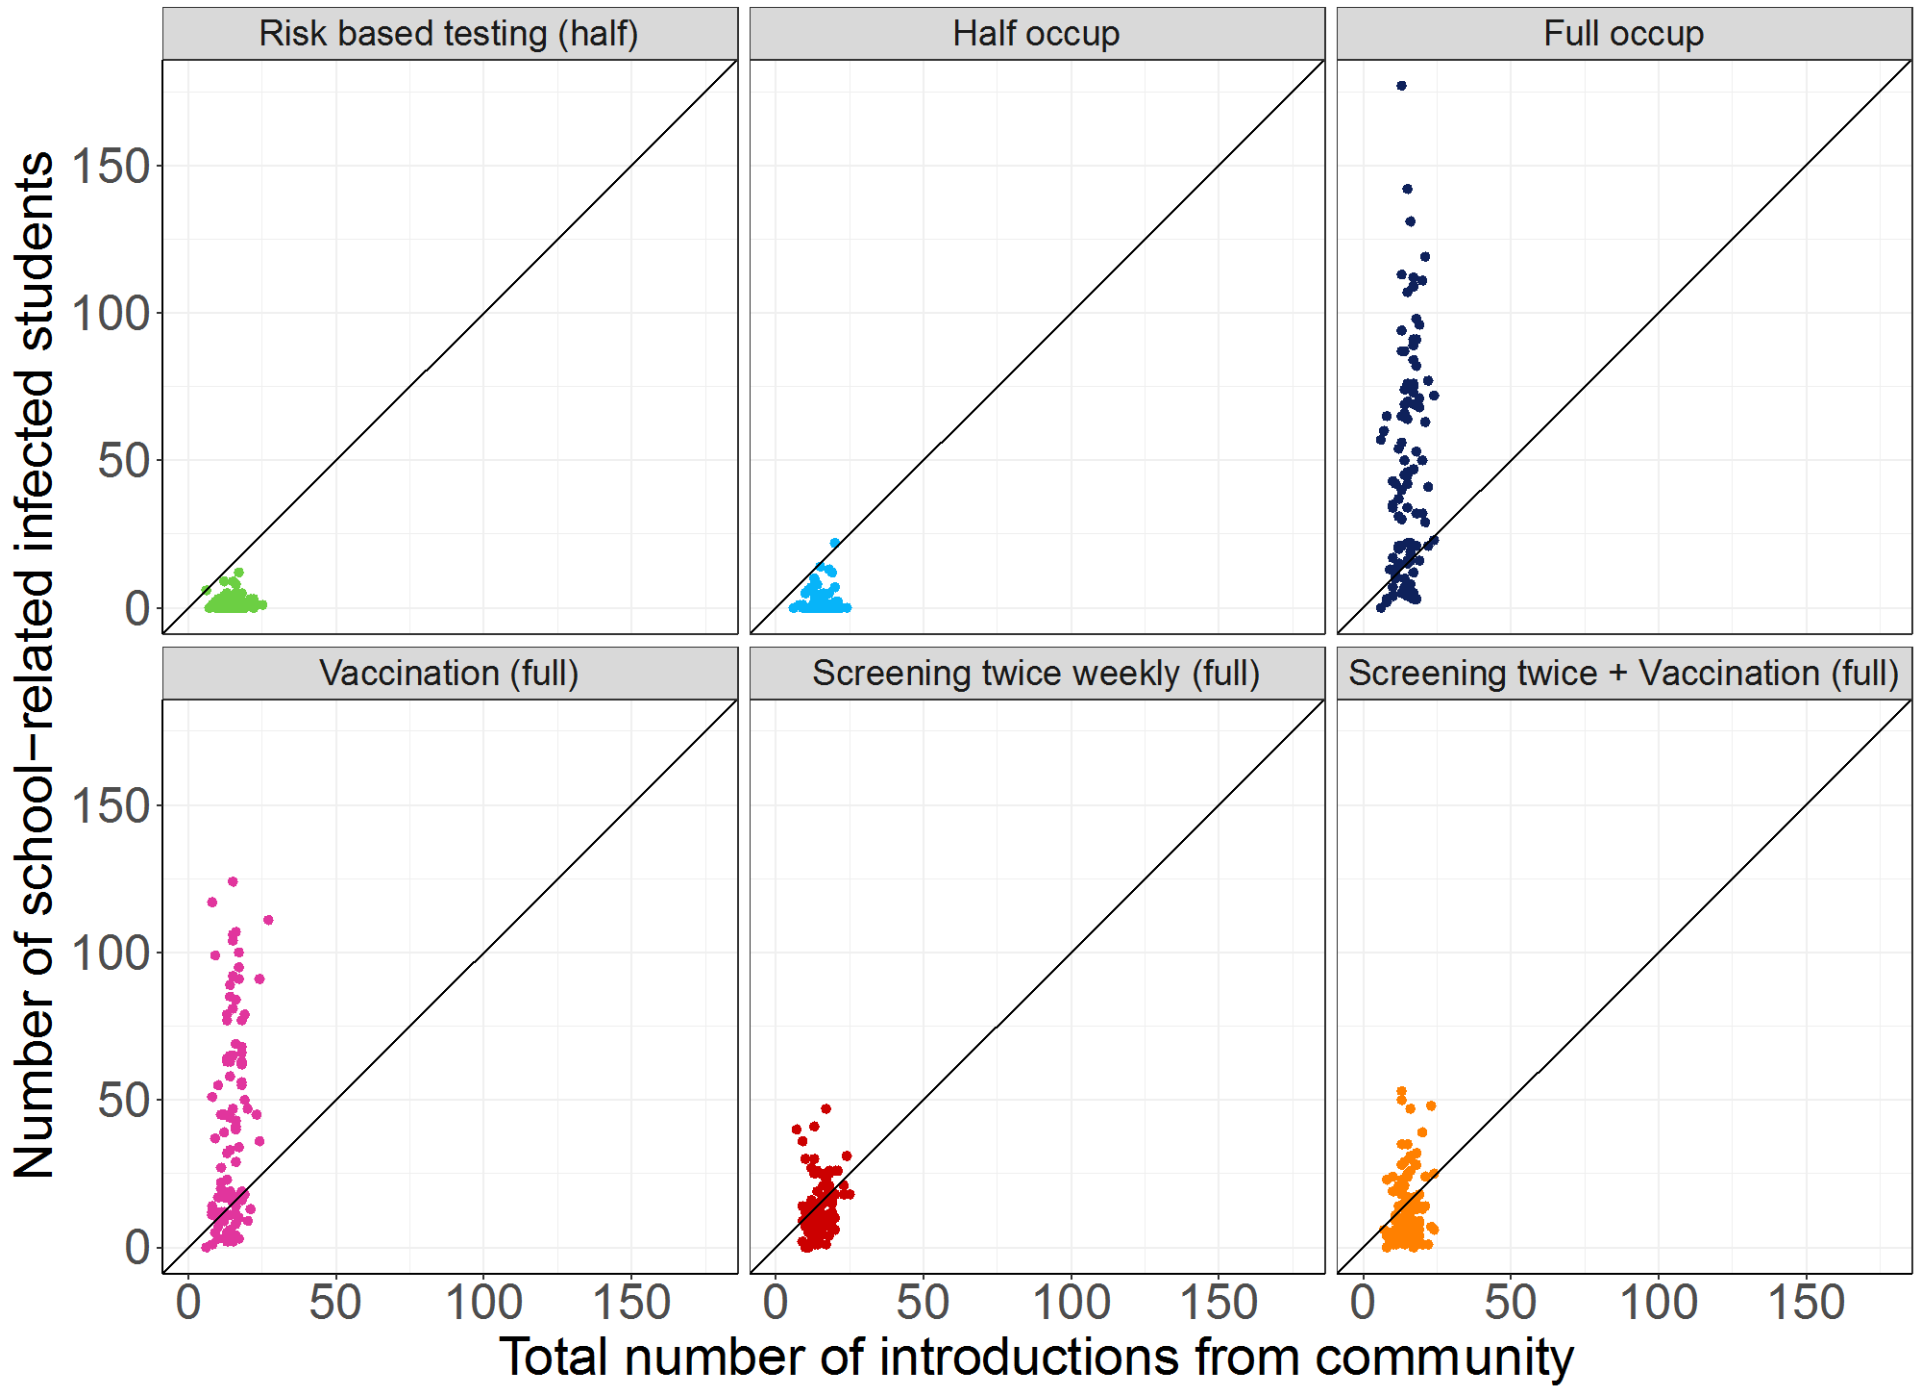 Risk based testing (half)
Half occup
Full occup
150
100
50
0
Vaccination (full)
Screening twice weekly (full)
Screening twice + Vaccination (full)
150
100
50
0
0 50 100 150
0 50 100 150
0 50 100 150
Total number of introductions from community
Number of school−related infected students